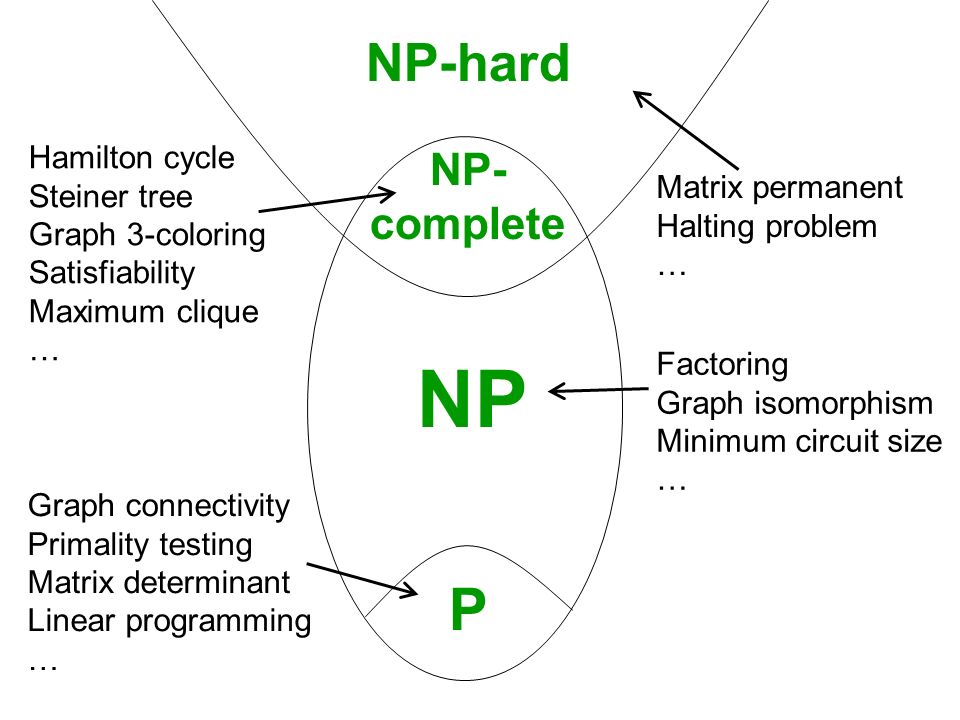 NP-hard
Hamilton cycle
Steiner tree
Graph 3-coloring
Satisfiability
Maximum clique
…
NP-
complete
Matrix permanent
Halting problem
…
NP
Factoring
Graph isomorphism
Minimum circuit size
…
Graph connectivity
Primality testing
Matrix determinant
Linear programming
…
P